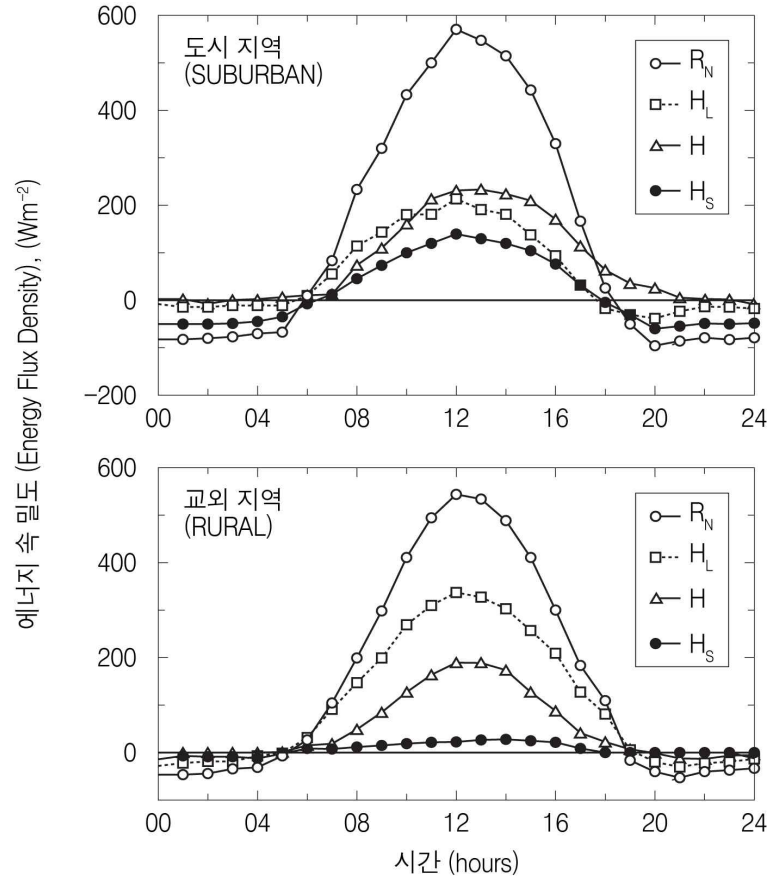 에너지 속 밀도 (Energy Flux Density), (Wm⁻²)
도시 지역
(SUBURBAN)
R_N
H_L
H
H_S
600
400
200
0
−200
00 04 08 12 16 20 24
교외 지역
(RURAL)
R_N
H_L
H
H_S
600
400
200
0
00 04 08 12 16 20 24
시간 (hours)